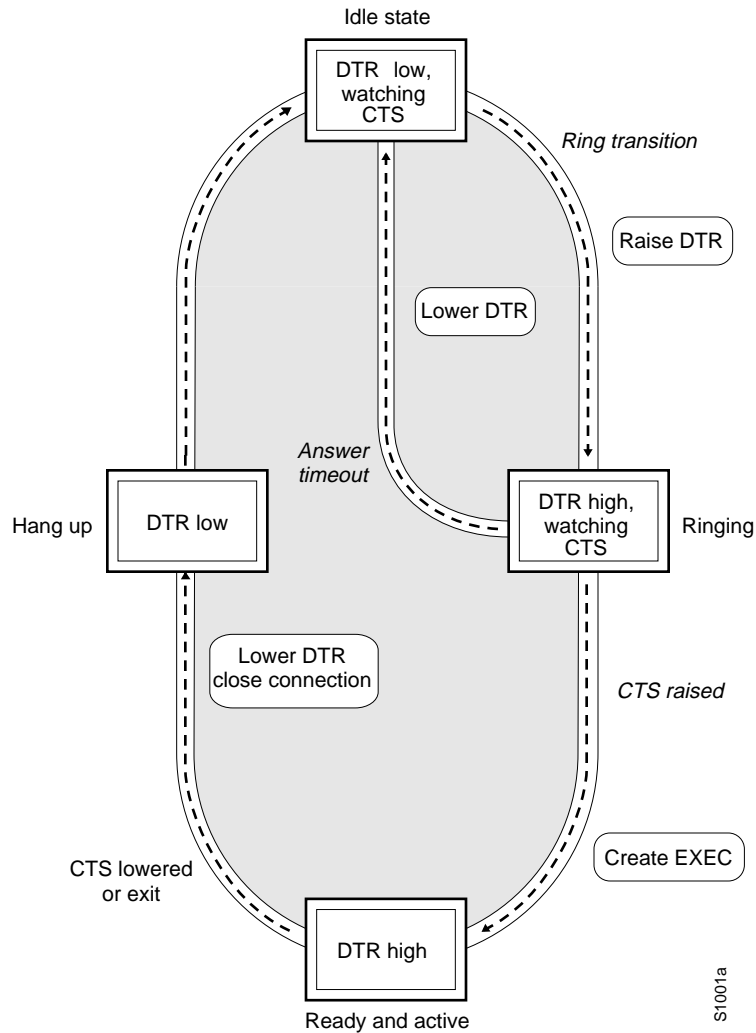 Idle state
DTR low,
watching
CTS
Ring transition
Raise DTR
Lower DTR
Answer
timeout
Hang up
DTR low
DTR high,
watching
CTS
Ringing
Lower DTR
close connection
CTS raised
CTS lowered
or exit
Create EXEC
DTR high
Ready and active
S1001a